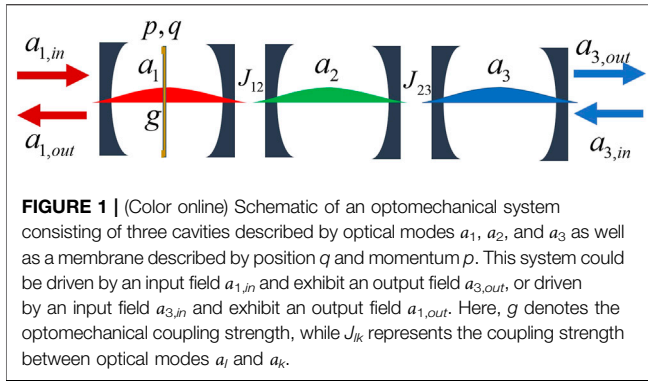 p, q
a1,in
a1
J12
a2
J23
a3
a3,out
a1,out
g
a3,in
FIGURE 1 | (Color online) Schematic of an optomechanical system
consisting of three cavities described by optical modes a1, a2, and a3 as well
as a membrane described by position q and momentum p. This system could
be driven by an input field a1,in and exhibit an output field a3,out, or driven
by an input field a3,in and exhibit an output field a1,out. Here, g denotes the
optomechanical coupling strength, while Jlk represents the coupling strength
between optical modes al and ak.